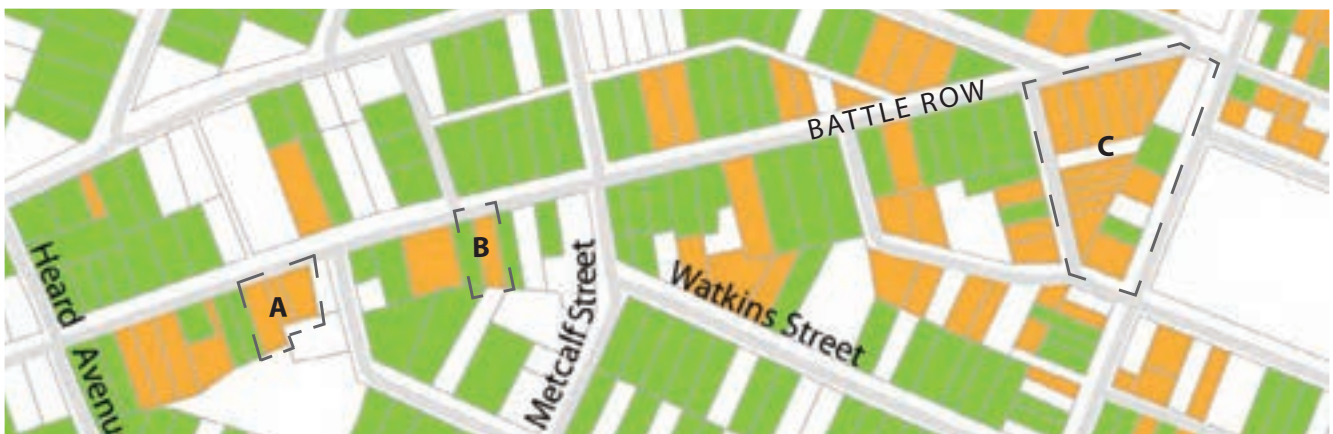 BATTLE ROW
C
B
A
Heard
Avenu
Metcalf Street
Watkins Street